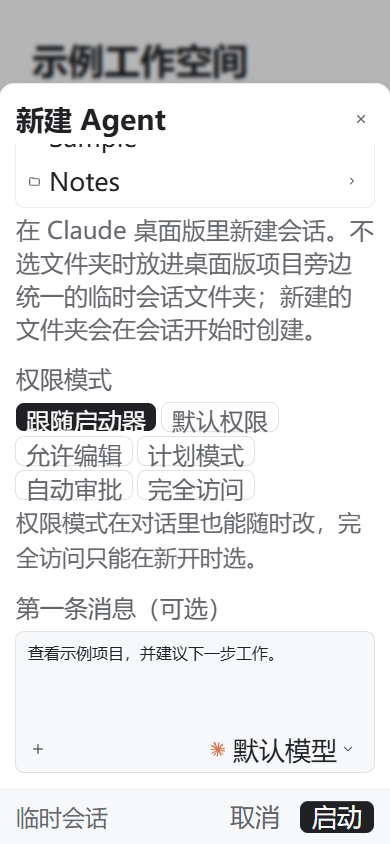 示例工作空间
新建 Agent
Sample
Notes
在 Claude 桌面版里新建会话。不
选文件夹时放进桌面版项目旁边
统一的临时会话文件夹；新建的
文件夹会在会话开始时创建。
权限模式
跟随启动器 默认权限
允许编辑 计划模式
自动审批 完全访问
权限模式在对话里也能随时改，完
全访问只能在新开时选。
第一条消息（可选）
查看示例项目，并建议下一步工作。
默认模型
临时会话 取消 启动